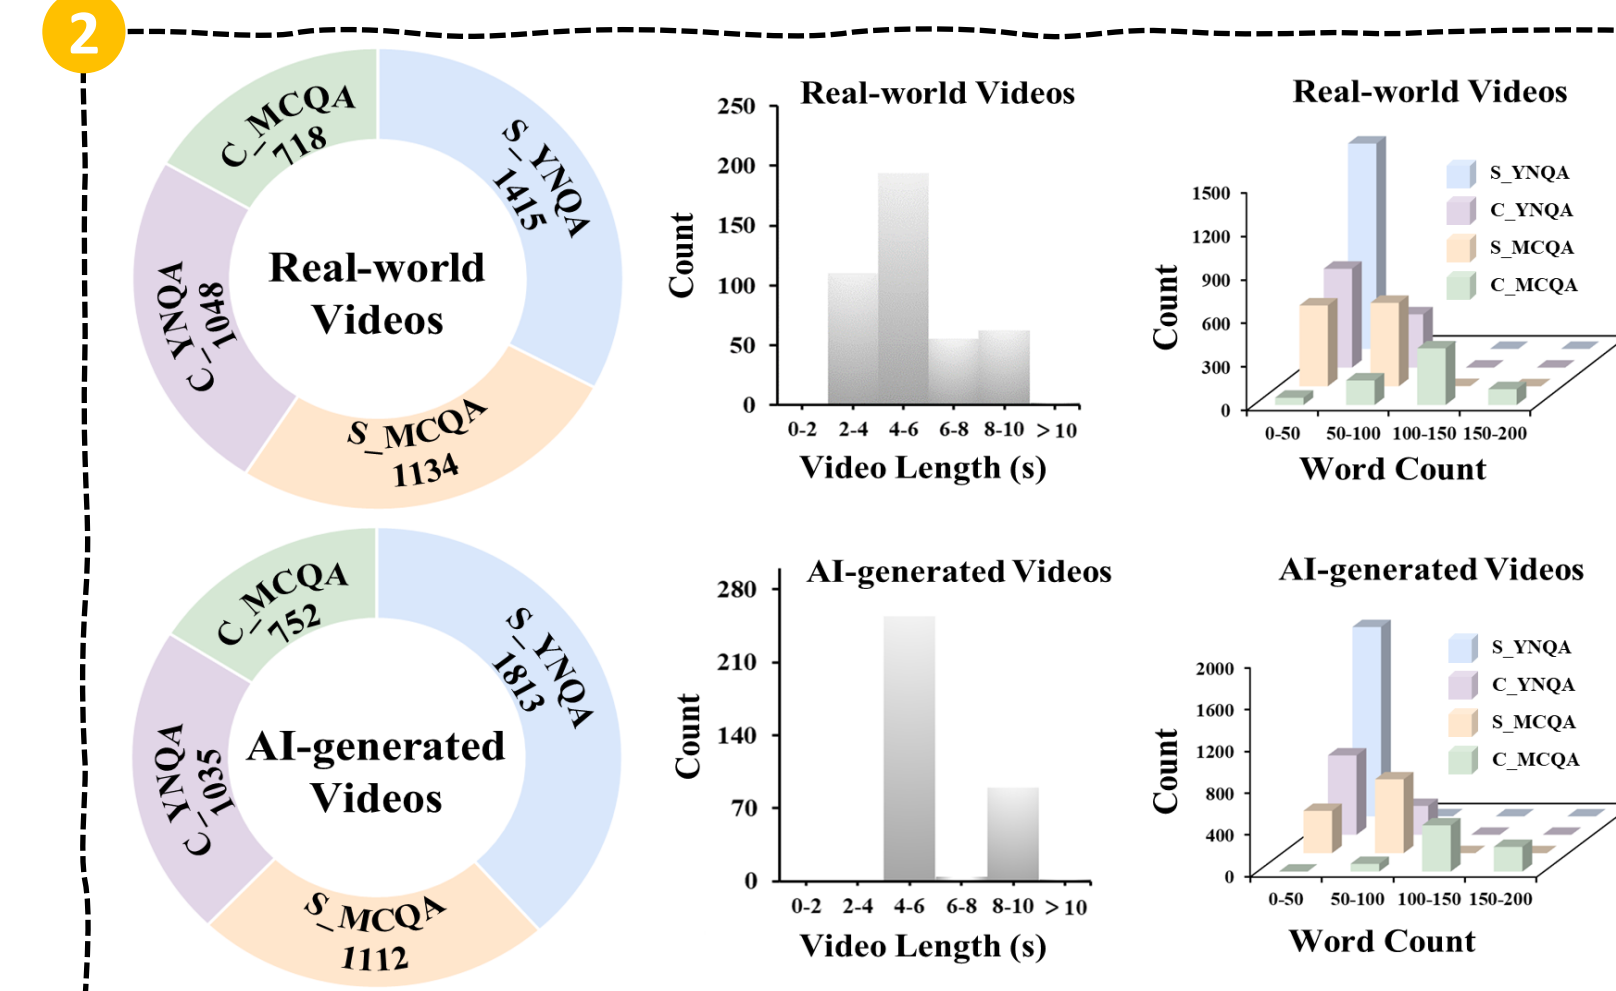 2
C_MCQA
718
S_YNQA
1415
C_YNQA
1048
S_MCQA
1134
Real-world
Videos
Real-world Videos
Count
250
200
150
100
50
0
0-2 2-4 4-6 6-8 8-10 >10
Video Length (s)
Real-world Videos
Count
1500
1200
900
600
300
0
S_YNQA
C_YNQA
S_MCQA
C_MCQA
0-50 50-100 100-150 150-200
Word Count
C_MCQA
752
S_YNQA
1813
C_YNQA
1035
S_MCQA
1112
AI-generated
Videos
AI-generated Videos
Count
280
210
140
70
0
0-2 2-4 4-6 6-8 8-10 >10
Video Length (s)
AI-generated Videos
Count
2000
1600
1200
800
400
0
S_YNQA
C_YNQA
S_MCQA
C_MCQA
0-50 50-100 100-150 150-200
Word Count